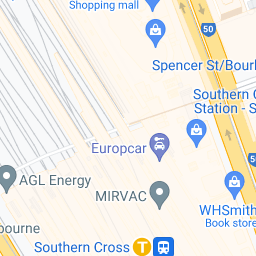 Shopping mall
50
Spencer St/Bourk
Southern C
Station - S
Europcar
AGL Energy
MIRVAC
50
WHSmith
Book store
bourne
Southern Cross T